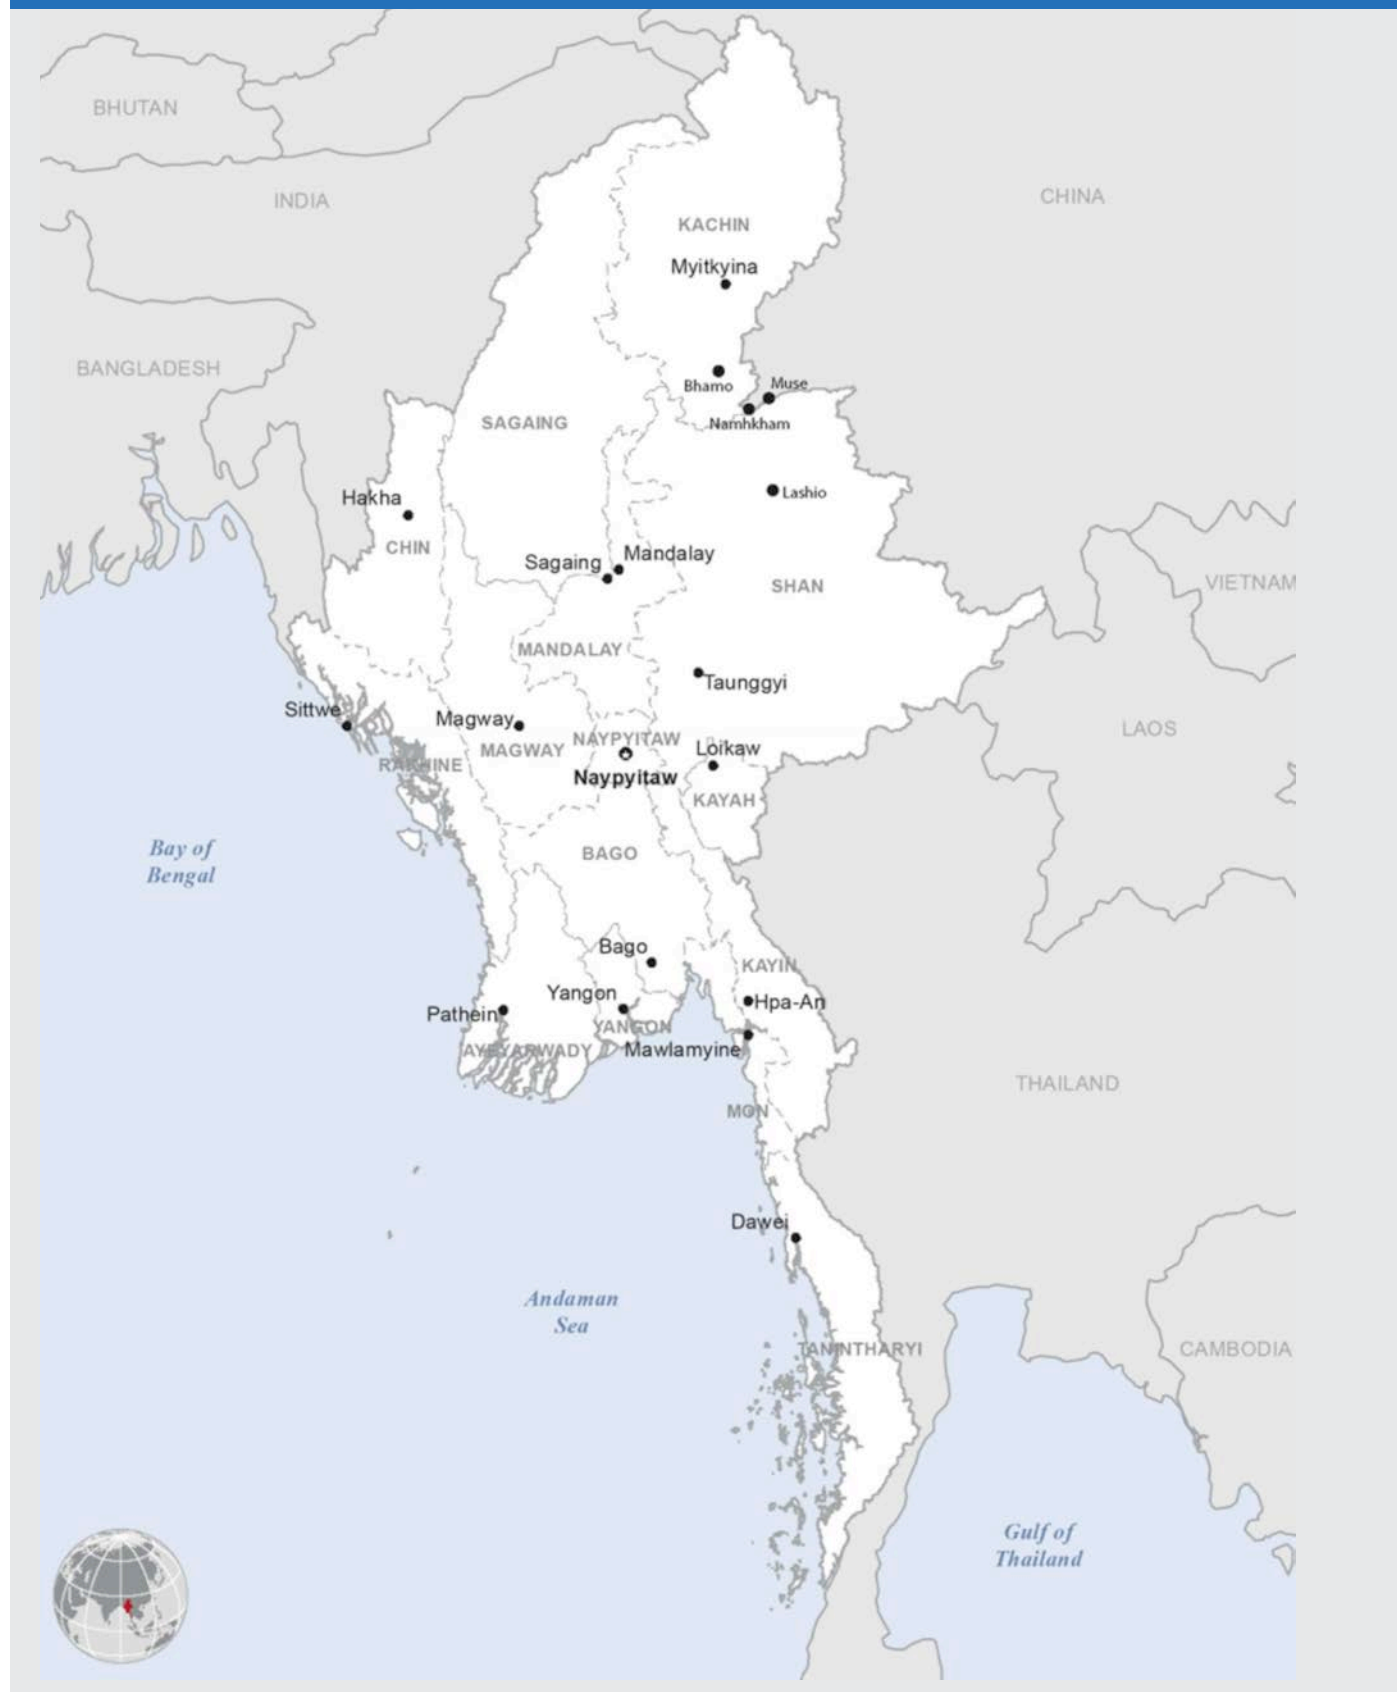 BHUTAN
INDIA
CHINA
KACHIN
Myitkyina
BANGLADESH
Bhamo
Muse
Namhkham
SAGAING
Lashio
Hakha
CHIN
Sagaing
Mandalay
SHAN
VIETNAM
MANDALAY
Taunggyi
Sittwe
Magway
MAGWAY
NAYPYITAW
Loikaw
LAOS
RAKHINE
Naypyitaw
KAYAH
Bay of
Bengal
BAGO
Bago
KAYIN
Yangon
Hpa-An
Pathein
YANGON
AYEYARWADY
Mawlamyine
THAILAND
MON
Dawei
Andaman
Sea
TANINTHARYI
CAMBODIA
Gulf of
Thailand